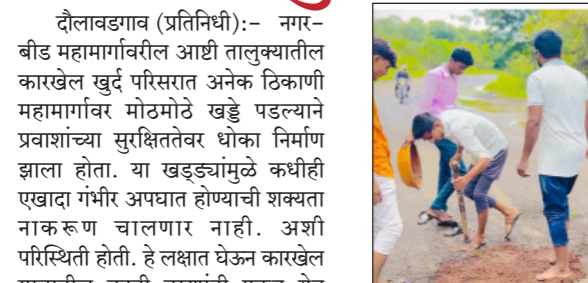 दौलावडगाव (प्रतिनिधी):– नगर–
बीड महामार्गावरील आष्टी तालुक्यातील
कारखेल खुर्द परिसरात अनेक ठिकाणी
महामार्गावर मोठमोठे खड्डे पडल्याने
प्रवाशांच्या सुरक्षिततेवर धोका निर्माण
झाला होता. या खड्ड्यांमुळे कधीही
एखादा गंभीर अपघात होण्याची शक्यता
नाकरूण चालणार नाही. अशी
परिस्थिती होती. हे लक्षात घेऊन कारखेल